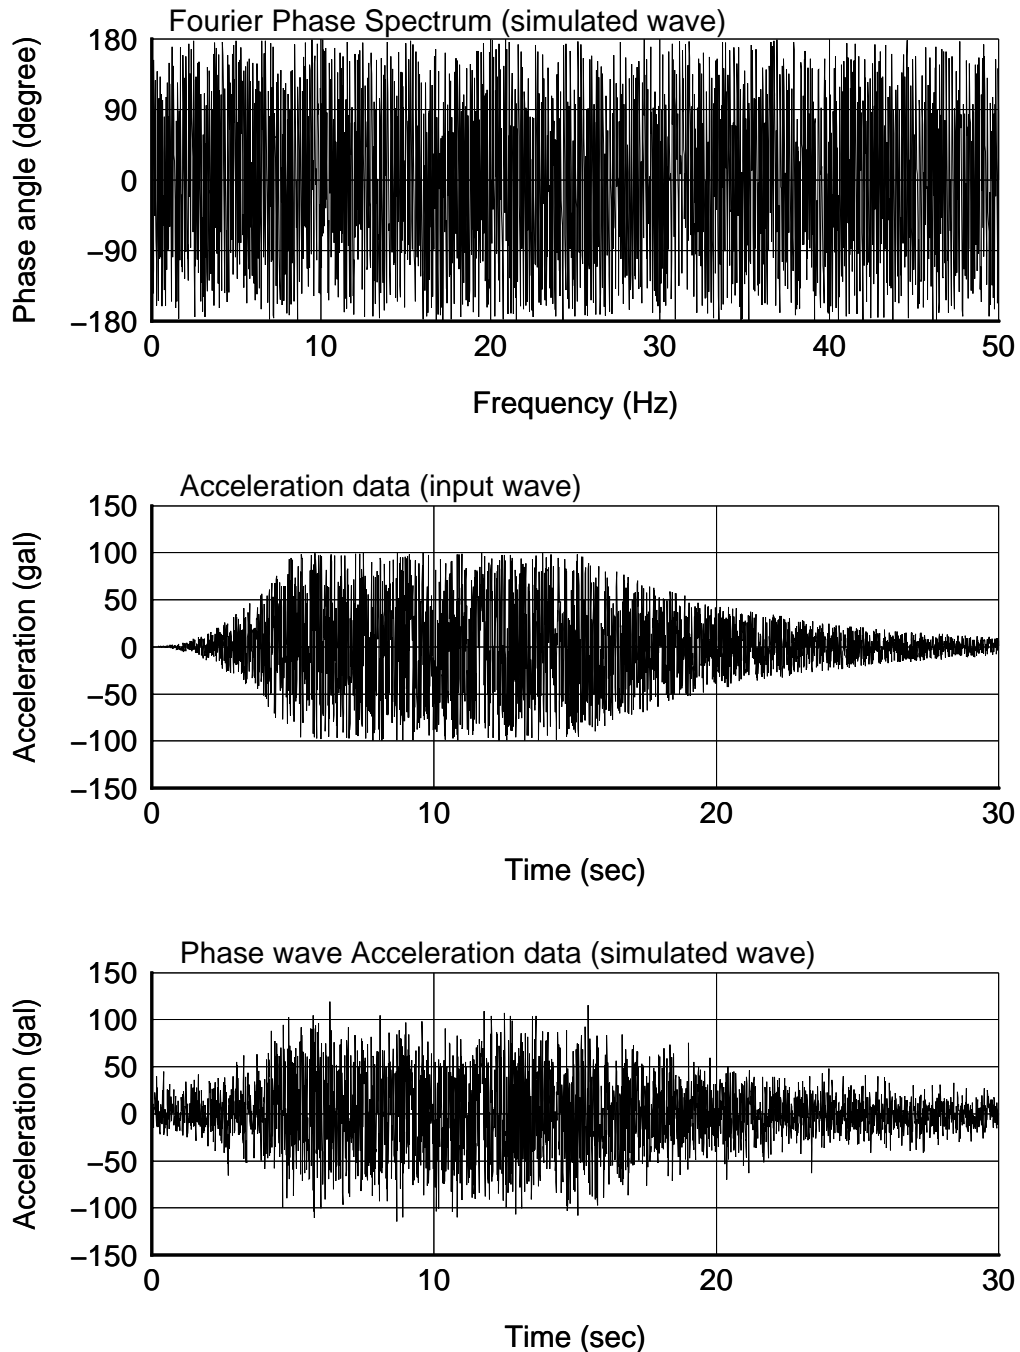 Fourier Phase Spectrum (simulated wave)
Phase angle (degree)
180
90
0
−90
−180
0 10 20 30 40 50
Frequency (Hz)
Acceleration data (input wave)
Acceleration (gal)
150
100
50
0
−50
−100
−150
0 10 20 30
Time (sec)
Phase wave Acceleration data (simulated wave)
Acceleration (gal)
150
100
50
0
−50
−100
−150
0 10 20 30
Time (sec)